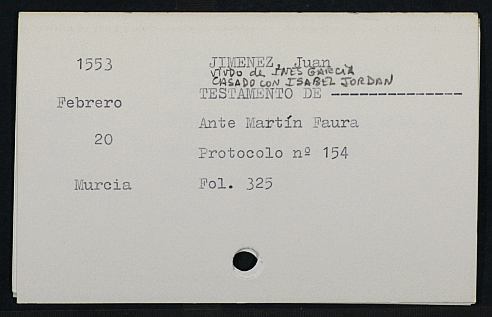 1553
JIMENEZ, Juan
VIUDO de INES GARCIA
CASADO CON ISABEL JORDAN
Febrero
TESTAMENTO DE ---------------
20
Ante Martín Faura
Protocolo nº 154
Murcia
Fol. 325